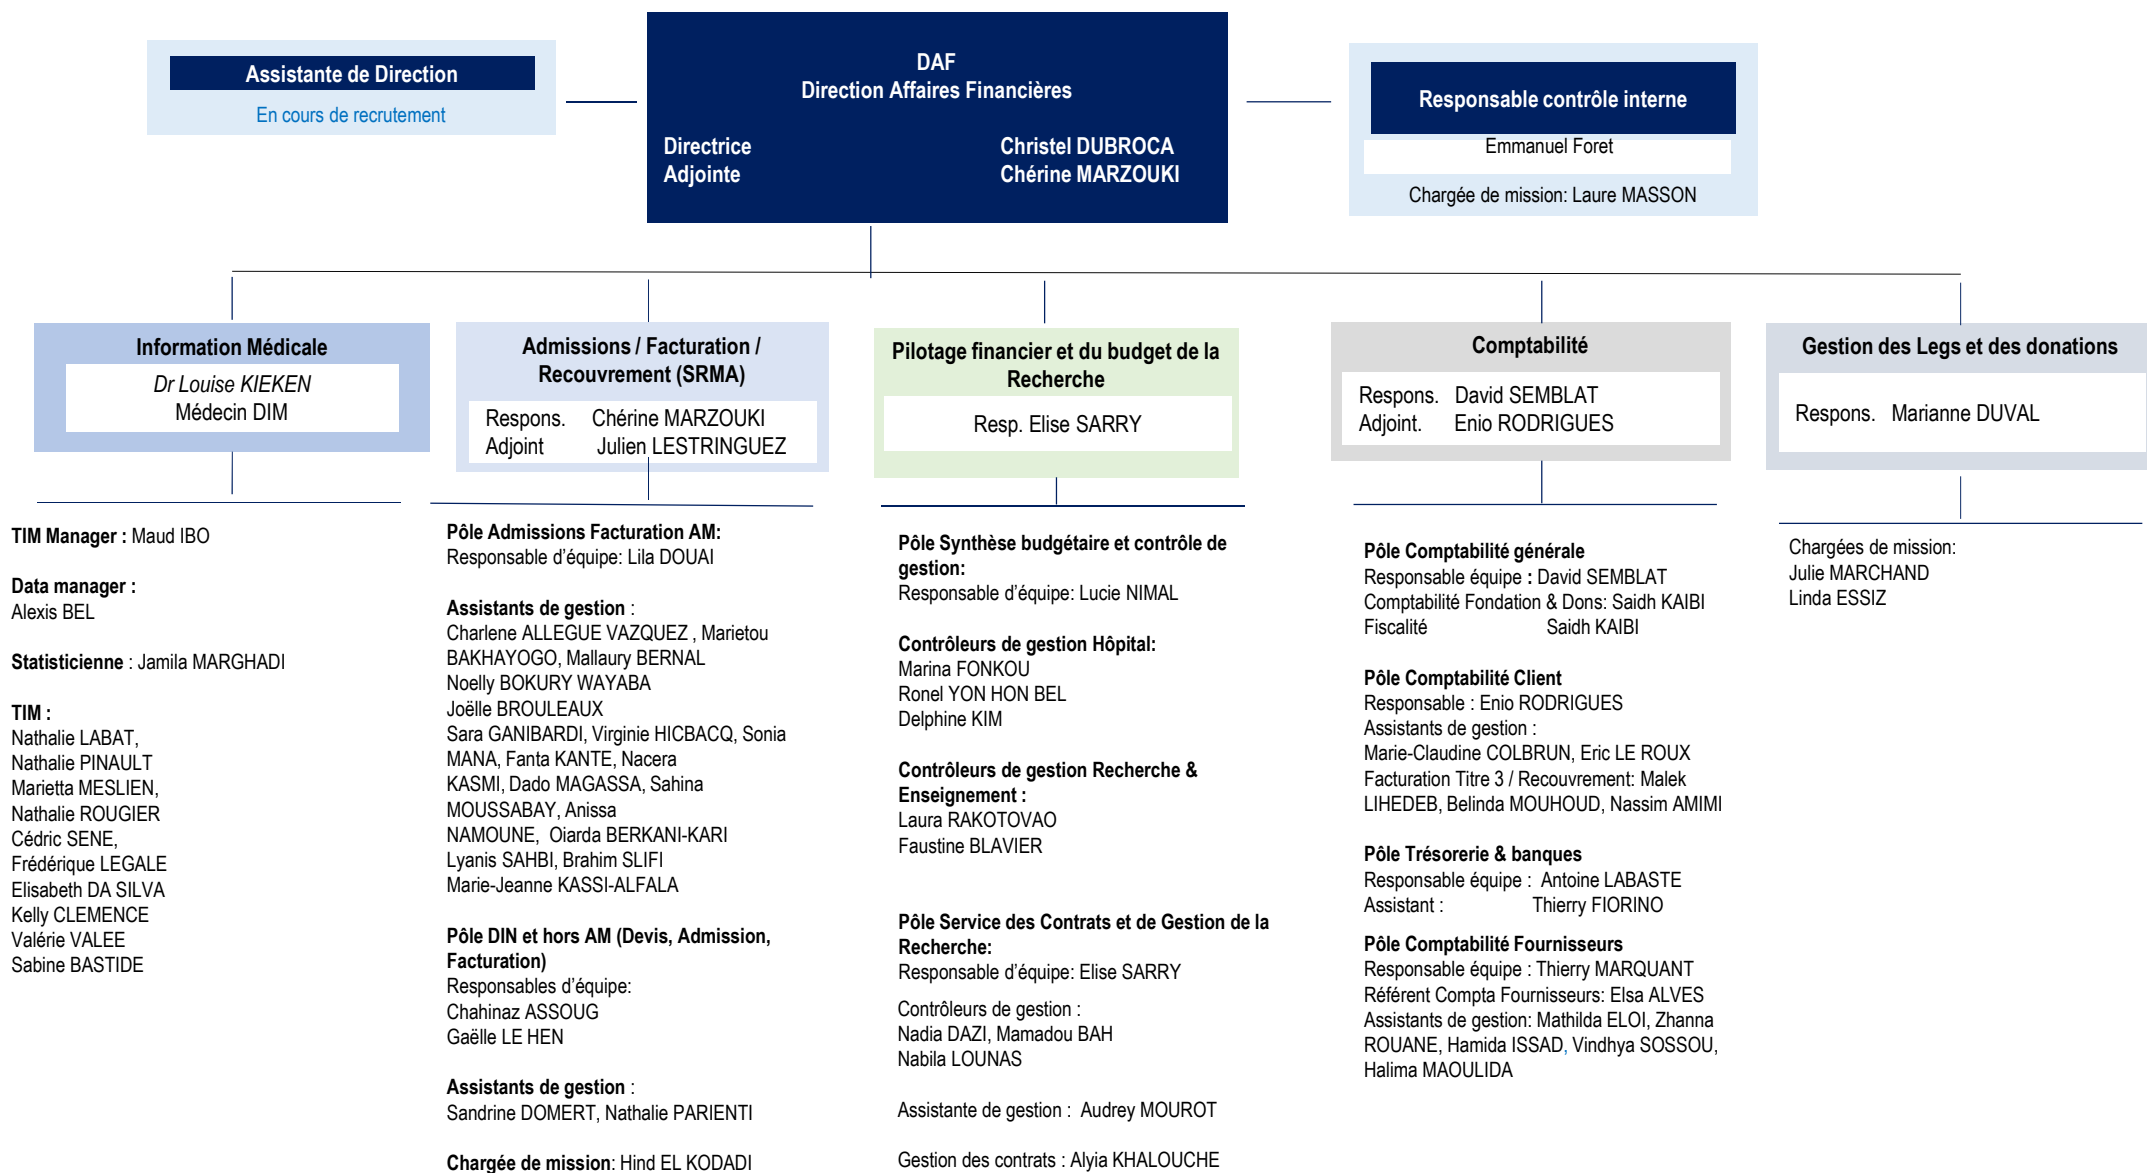 Assistante de Direction
En cours de recrutement
DAF
Direction Affaires Financières
Directrice Christel DUBROCA
Adjointe Chérine MARZOUKI
Responsable contrôle interne
Emmanuel Foret
Chargée de mission: Laure MASSON
Information Médicale
Dr Louise KIEKEN
Médecin DIM
TIM Manager : Maud IBO
Data manager :
Alexis BEL
Statisticienne : Jamila MARGHADI
TIM :
Nathalie LABAT,
Nathalie PINAULT
Marietta MESLIEN,
Nathalie ROUGIER
Cédric SENE,
Frédérique LEGALE
Elisabeth DA SILVA
Kelly CLEMENCE
Valérie VALEE
Sabine BASTIDE
Admissions / Facturation /
Recouvrement (SRMA)
Respons. Chérine MARZOUKI
Adjoint Julien LESTRINGUEZ
Pôle Admissions Facturation AM:
Responsable d'équipe: Lila DOUAI
Assistants de gestion :
Charlene ALLEGUE VAZQUEZ , Marietou
BAKHAYOGO, Mallaury BERNAL
Noelly BOKURY WAYABA
Joëlle BROULEAUX
Sara GANIBARDI, Virginie HICBACQ, Sonia
MANA, Fanta KANTE, Nacera
KASMI, Dado MAGASSA, Sahina
MOUSSABAY, Anissa
NAMOUNE, Oiarda BERKANI-KARI
Lyanis SAHBI, Brahim SLIFI
Marie-Jeanne KASSI-ALFALA
Pôle DIN et hors AM (Devis, Admission,
Facturation)
Responsables d'équipe:
Chahinaz ASSOUG
Gaëlle LE HEN
Assistants de gestion :
Sandrine DOMERT, Nathalie PARIENTI
Chargée de mission: Hind EL KODADI
Pilotage financier et du budget de la
Recherche
Resp. Elise SARRY
Pôle Synthèse budgétaire et contrôle de
gestion:
Responsable d'équipe: Lucie NIMAL
Contrôleurs de gestion Hôpital:
Marina FONKOU
Ronel YON HON BEL
Delphine KIM
Contrôleurs de gestion Recherche &
Enseignement :
Laura RAKOTOVAO
Faustine BLAVIER
Pôle Service des Contrats et de Gestion de la
Recherche:
Responsable d'équipe: Elise SARRY
Contrôleurs de gestion :
Nadia DAZI, Mamadou BAH
Nabila LOUNAS
Assistante de gestion : Audrey MOUROT
Gestion des contrats : Alyia KHALOUCHE
Comptabilité
Respons. David SEMBLAT
Adjoint. Enio RODRIGUES
Pôle Comptabilité générale
Responsable équipe : David SEMBLAT
Comptabilité Fondation & Dons: Saidh KAIBI
Fiscalité Saidh KAIBI
Pôle Comptabilité Client
Responsable : Enio RODRIGUES
Assistants de gestion :
Marie-Claudine COLBRUN, Eric LE ROUX
Facturation Titre 3 / Recouvrement: Malek
LIHEDEB, Belinda MOUHOUD, Nassim AMIMI
Pôle Trésorerie & banques
Responsable équipe : Antoine LABASTE
Assistant : Thierry FIORINO
Pôle Comptabilité Fournisseurs
Responsable équipe : Thierry MARQUANT
Référent Compta Fournisseurs: Elsa ALVES
Assistants de gestion: Mathilda ELOI, Zhanna
ROUANE, Hamida ISSAD, Vindhya SOSSOU,
Halima MAOULIDA
Gestion des Legs et des donations
Respons. Marianne DUVAL
Chargées de mission:
Julie MARCHAND
Linda ESSIZ